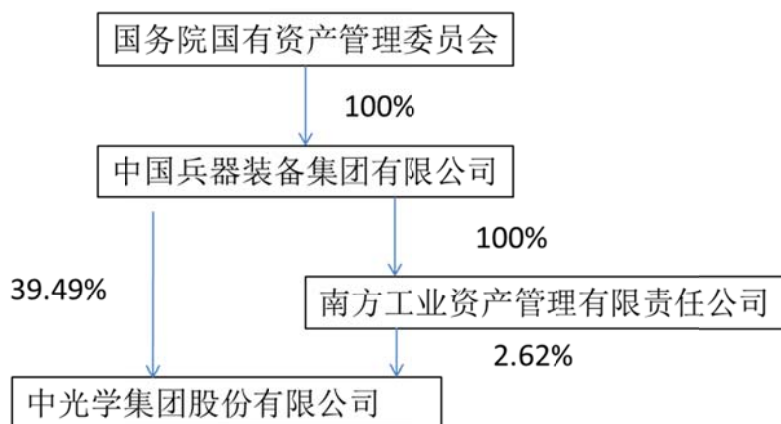 国务院国有资产管理委员会
100%
中国兵器装备集团有限公司
100%
39.49%
南方工业资产管理有限责任公司
2.62%
中光学集团股份有限公司